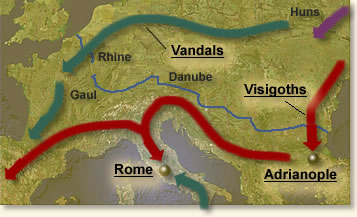 Huns
Vandals
Rhine
Danube
Gaul
Visigoths
Rome
Adrianople